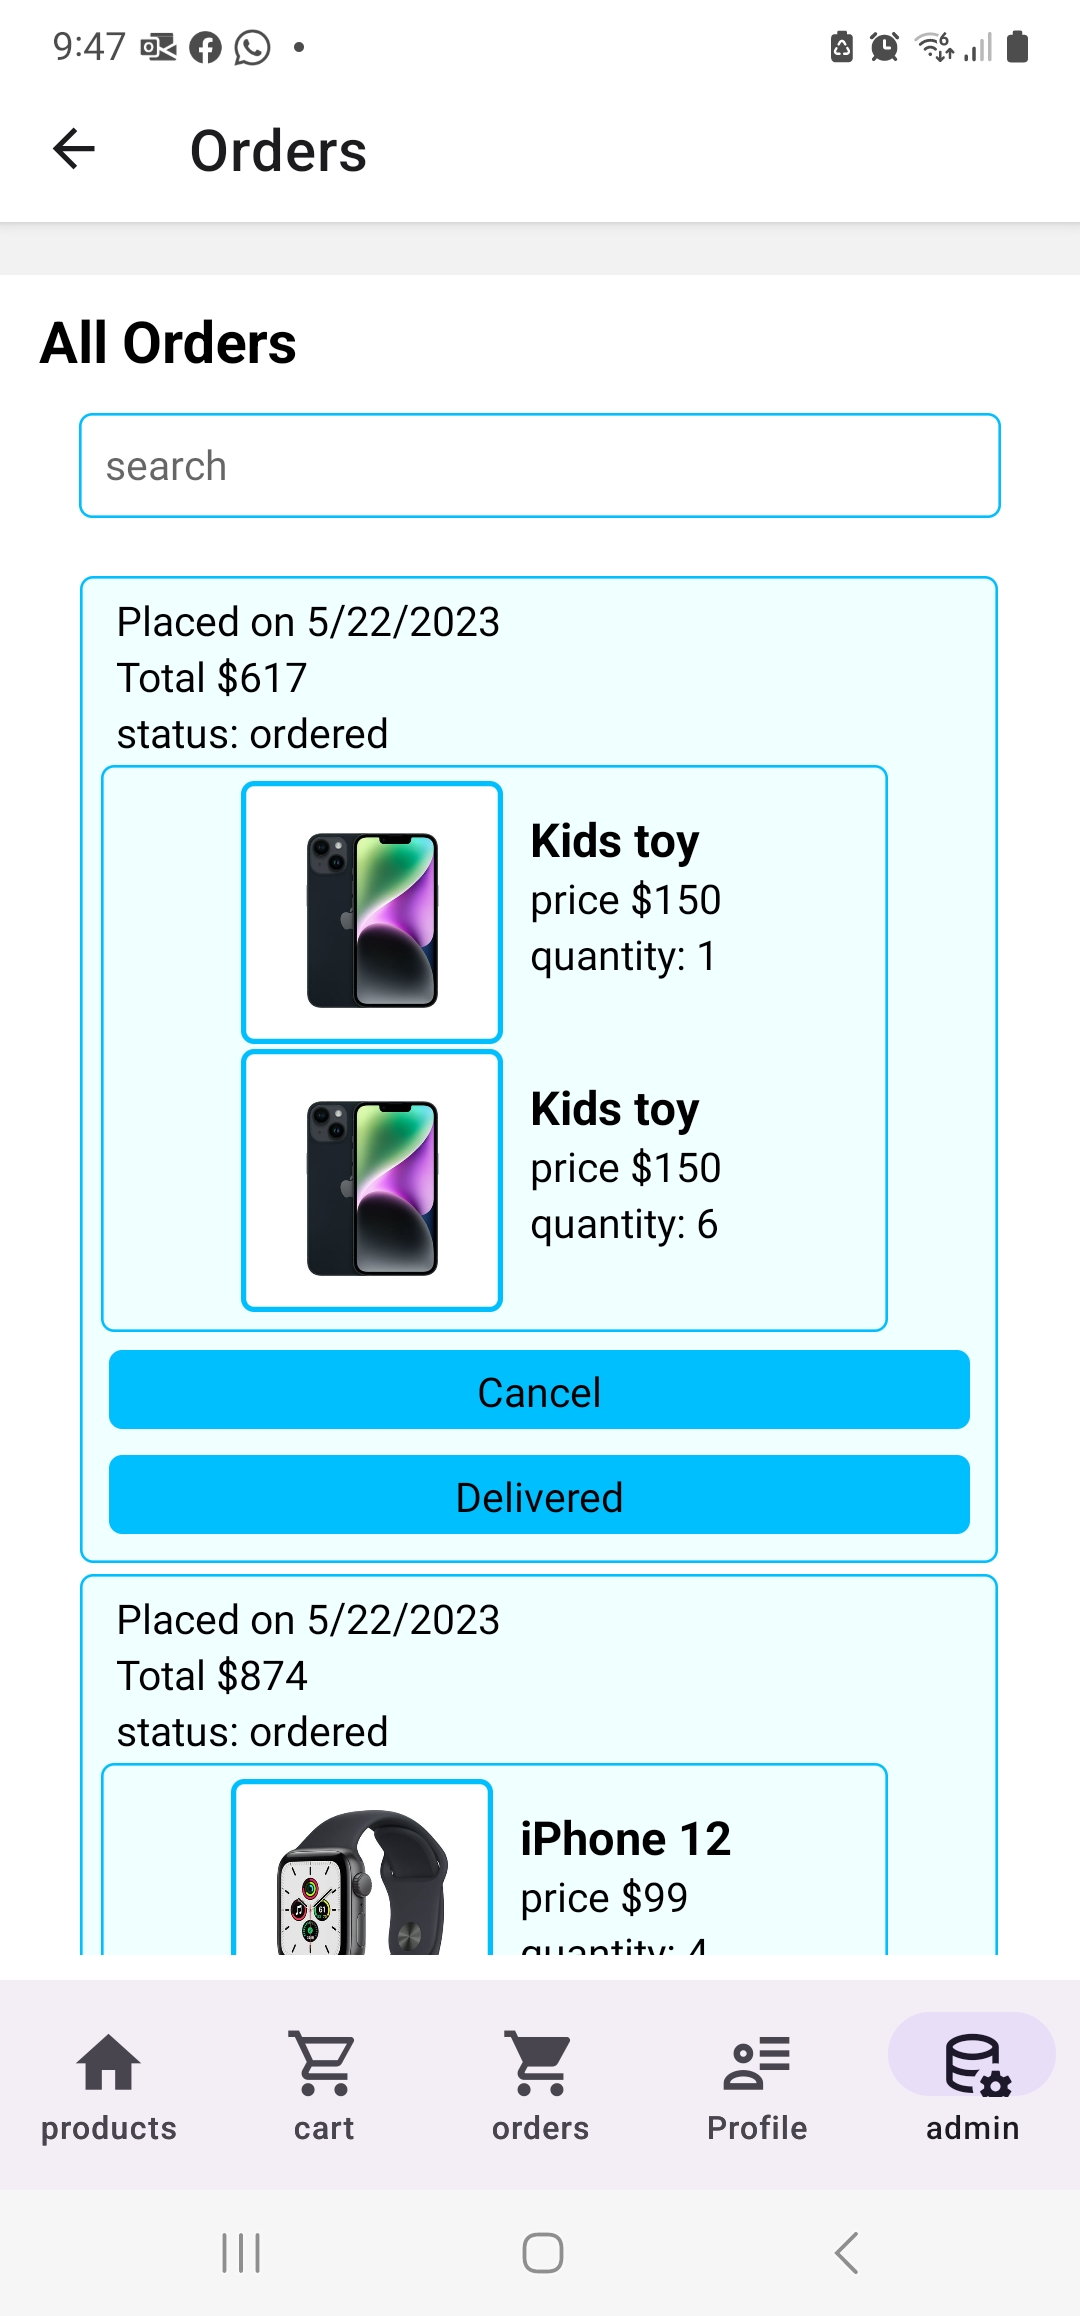 9:47
Orders
All Orders
search
Placed on 5/22/2023
Total $617
status: ordered
Kids toy
price $150
quantity: 1
Kids toy
price $150
quantity: 6
Cancel
Delivered
Placed on 5/22/2023
Total $874
status: ordered
iPhone 12
price $99
quantity: 4
products
cart
orders
Profile
admin